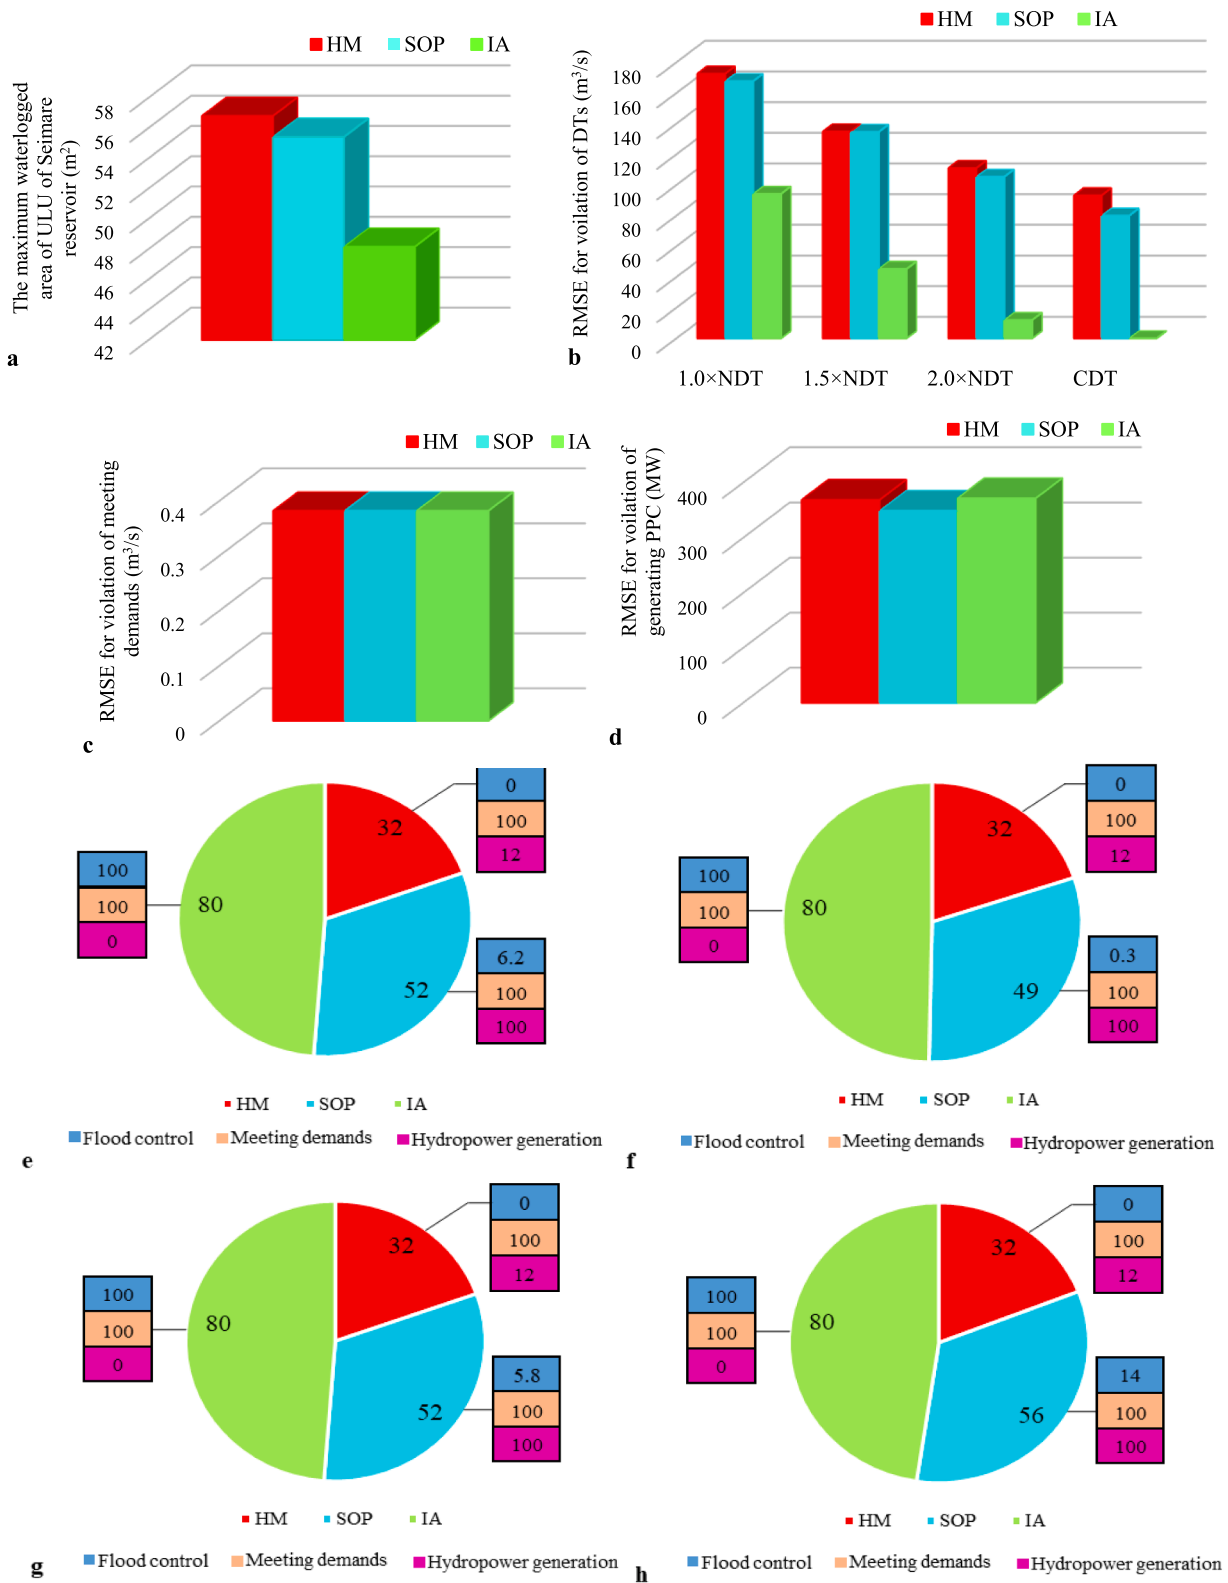 HM SOP IA
The maximum waterlogged
area of ULU of Seimare
reservoir (m²)
58
56
54
52
50
48
46
44
42
a
HM SOP IA
RMSE for voilation of DTs (m³/s)
180
160
140
120
100
80
60
40
20
0
1.0×NDT 1.5×NDT 2.0×NDT CDT
b
HM SOP IA
RMSE for violation of meeting
demands (m³/s)
0.4
0.3
0.2
0.1
0
c
HM SOP IA
RMSE for voilation of
generating PPC (MW)
400
300
200
100
0
d
0
100
12
32
100
100
0
80
6.2
100
100
52
HM SOP IA
Flood control Meeting demands Hydropower generation
e
0
100
12
32
100
100
0
80
0.3
100
100
49
HM SOP IA
Flood control Meeting demands Hydropower generation
f
0
100
12
32
100
100
0
80
5.8
100
100
52
HM SOP IA
Flood control Meeting demands Hydropower generation
g
0
100
12
32
100
100
0
80
14
100
100
56
HM SOP IA
Flood control Meeting demands Hydropower generation
h